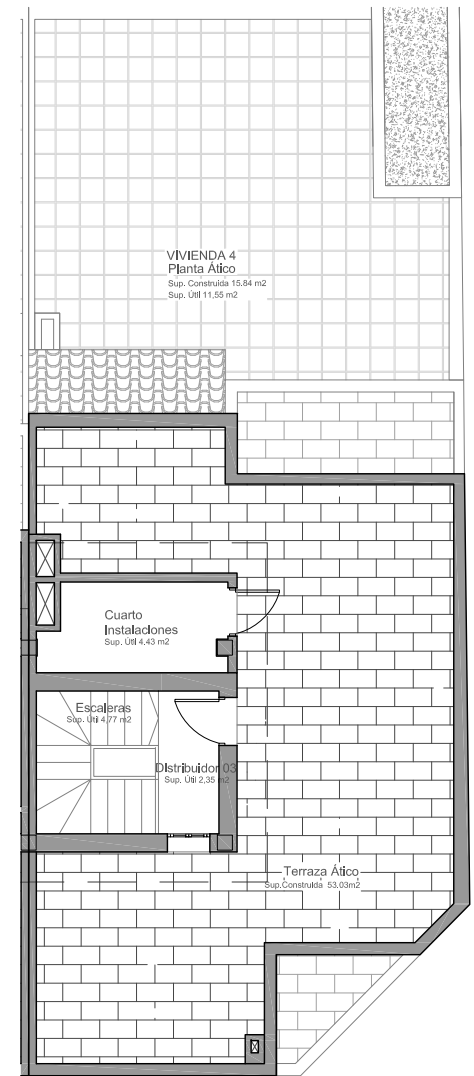 VIVIENDA 4
Planta Ático
Sup. Construida 15.84 m2
Sup. Útil 11,55 m2
Cuarto
Instalaciones
Sup. Útil 4,43 m2
Escaleras
Sup. Útil 4,77 m2
Distribuidor 03
Sup. Útil 2,35 m2
Terraza Ático
Sup.Construida 53.03m2